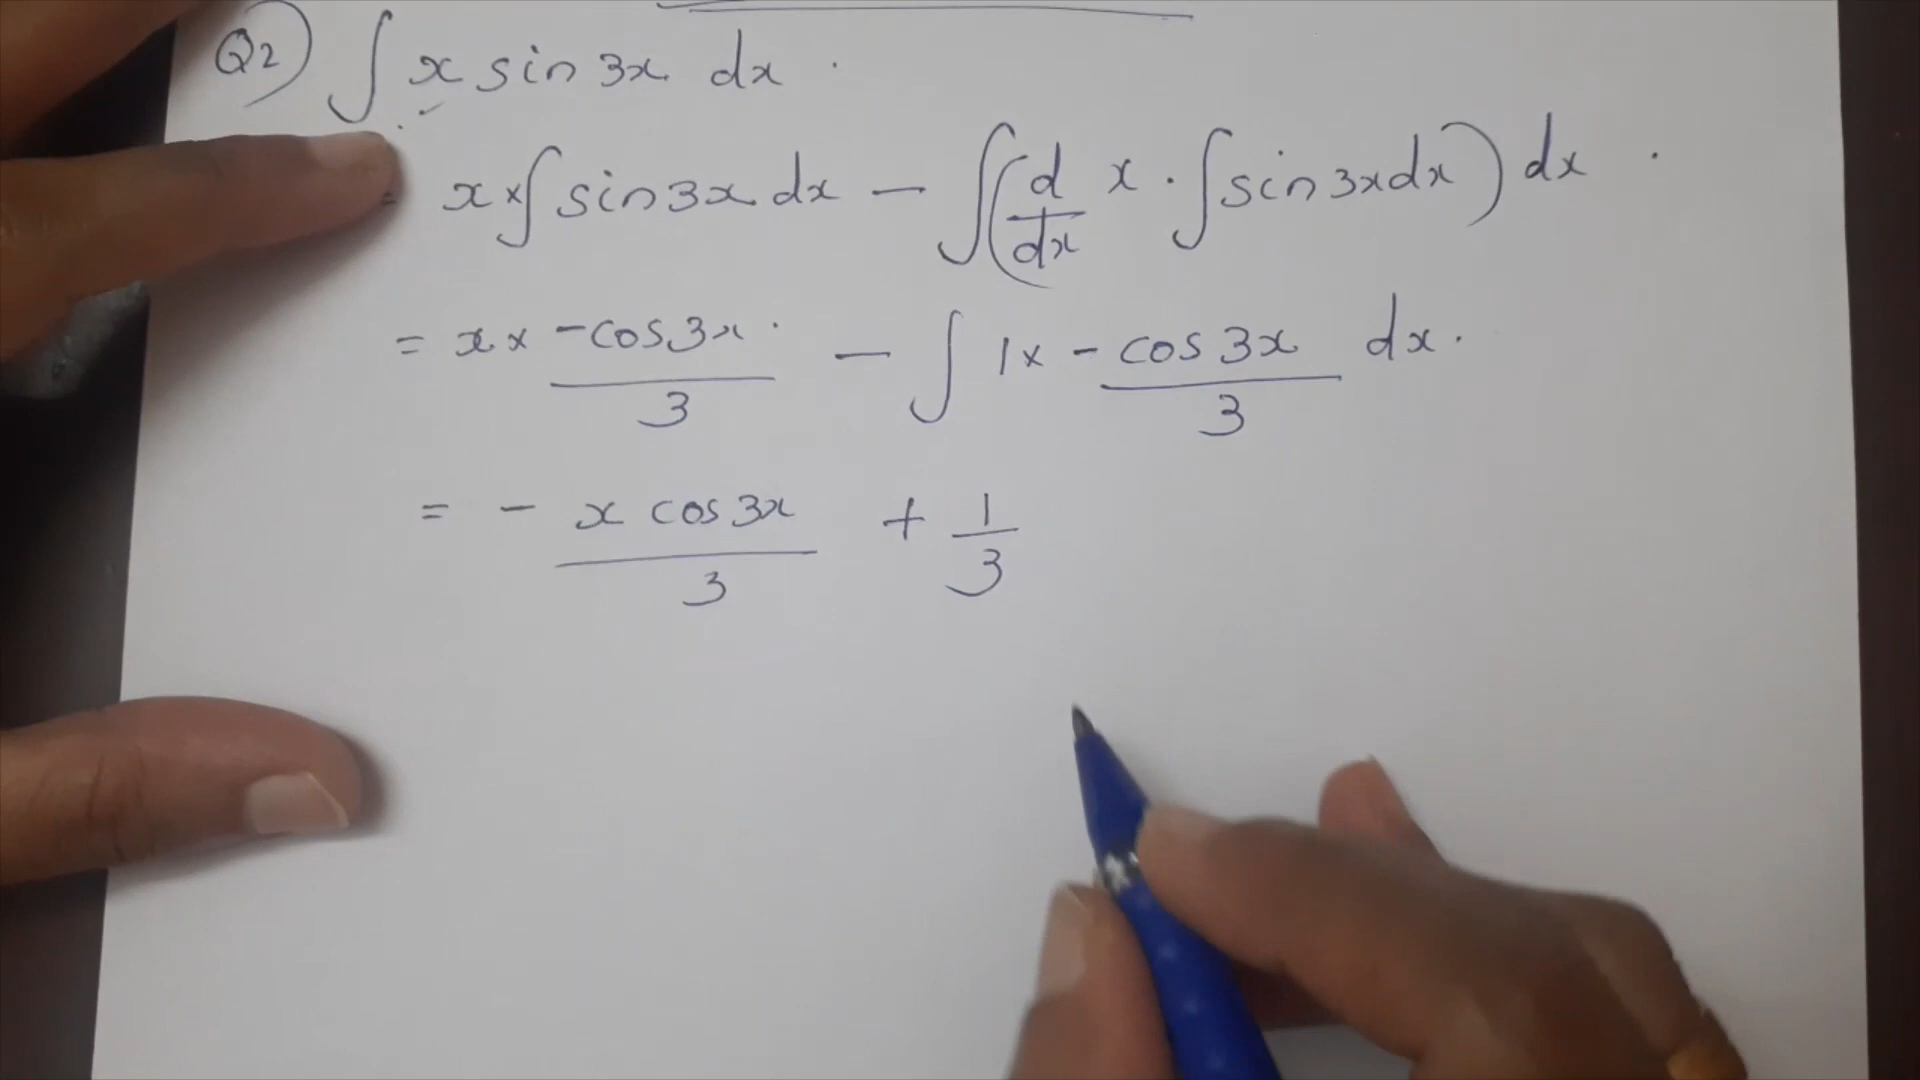 Q2) ∫ x sin 3x dx .
= x × ∫ sin 3x dx − ∫ ( d/dx x · ∫ sin 3x dx ) dx .
= x × −cos 3x / 3 − ∫ 1 × −cos 3x / 3 dx .
= − x cos 3x / 3 + 1/3